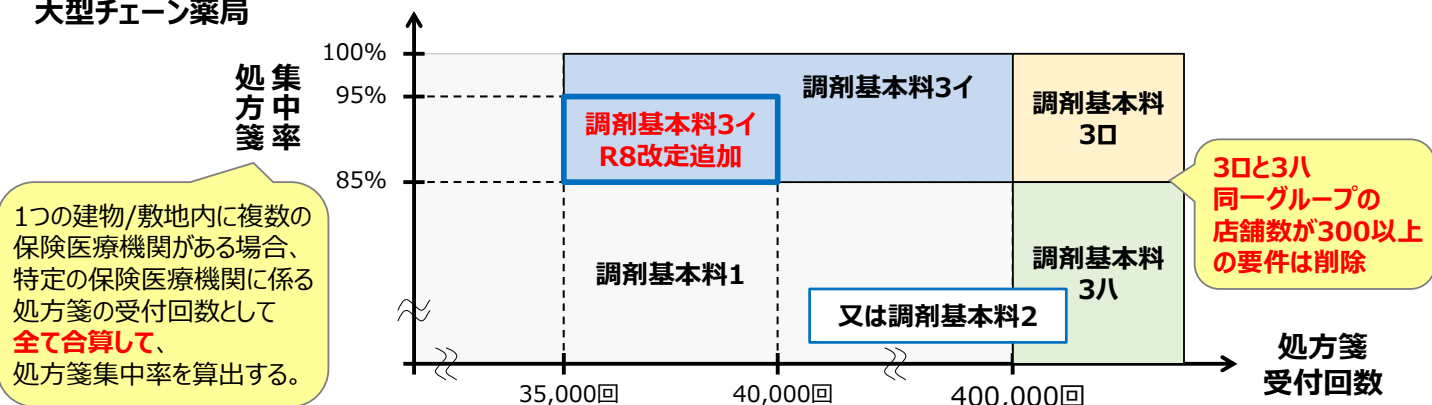 大型チェーン薬局
処方箋
集中率
100%
95%
85%
調剤基本料3イ
調剤基本料3イ
R8改定追加
調剤基本料
3ロ
調剤基本料1
調剤基本料
3ハ
又は調剤基本料2
35,000回
40,000回
400,000回
処方箋
受付回数
1つの建物/敷地内に複数の
保険医療機関がある場合、
特定の保険医療機関に係る
処方箋の受付回数として
全て合算して、
処方箋集中率を算出する。
3ロと3ハ
同一グループの
店舗数が300以上
の要件は削除